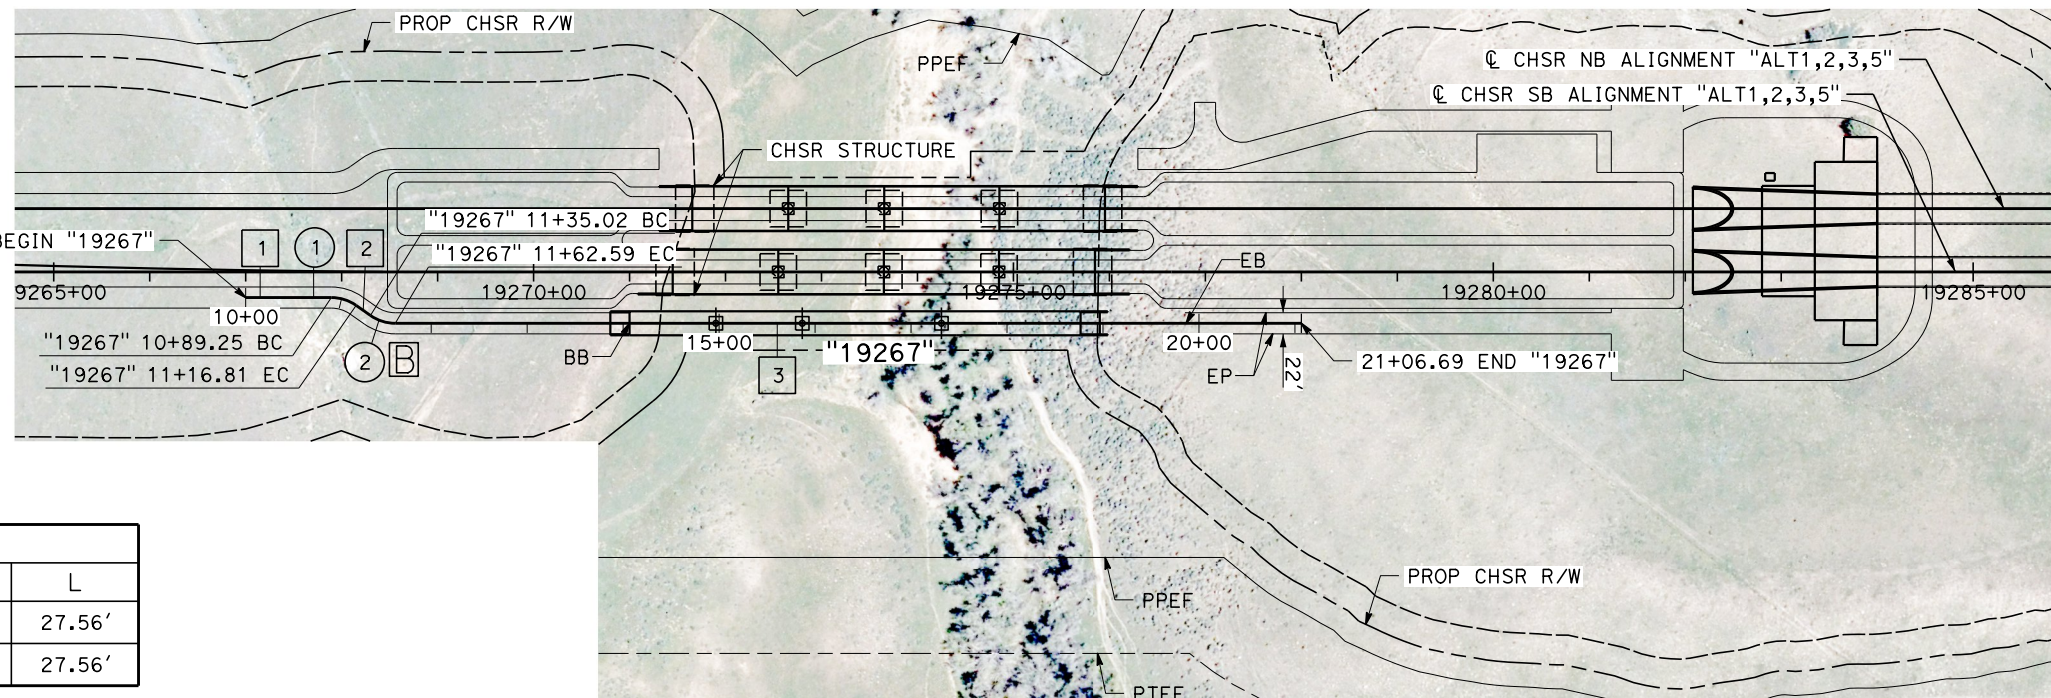 PROP CHSR R/W
PPEF
℄ CHSR NB ALIGNMENT "ALT1,2,3,5"
℄ CHSR SB ALIGNMENT "ALT1,2,3,5"
CHSR STRUCTURE
"19267" 11+35.02 BC
BEGIN "19267"
1
1
2
"19267" 11+62.59 EC
EB
9265+00
19270+00
19275+00
19280+00
19285+00
10+00
"19267" 10+89.25 BC
15+00
"19267"
20+00
BB
2
B
3
EP
22'
21+06.69 END "19267"
"19267" 11+16.81 EC
PROP CHSR R/W
PPEF
L
27.56'
27.56'